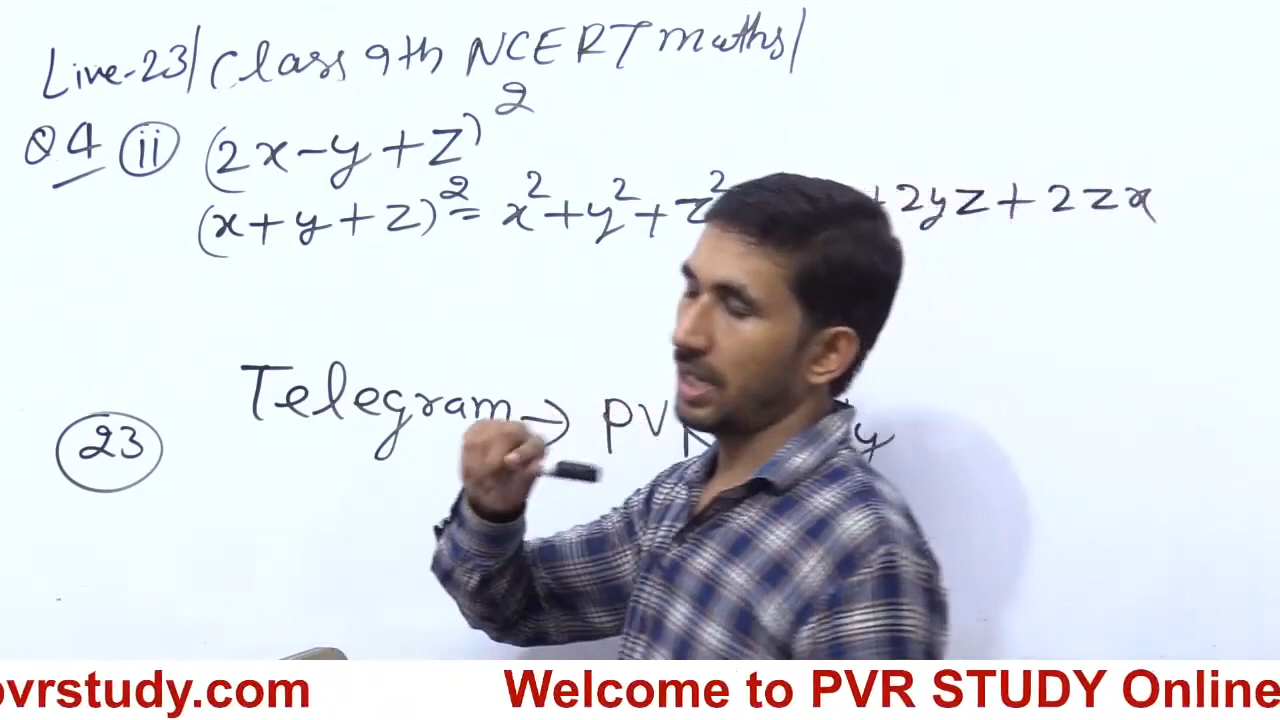 Live-23/Class 9th NCERT maths/
Q4 (ii) (2x-y+z)²
(x+y+z)² = x²+y²+z² +2yz+2zx
Telegram → PVR
23
pvrstudy.com Welcome to PVR STUDY Online